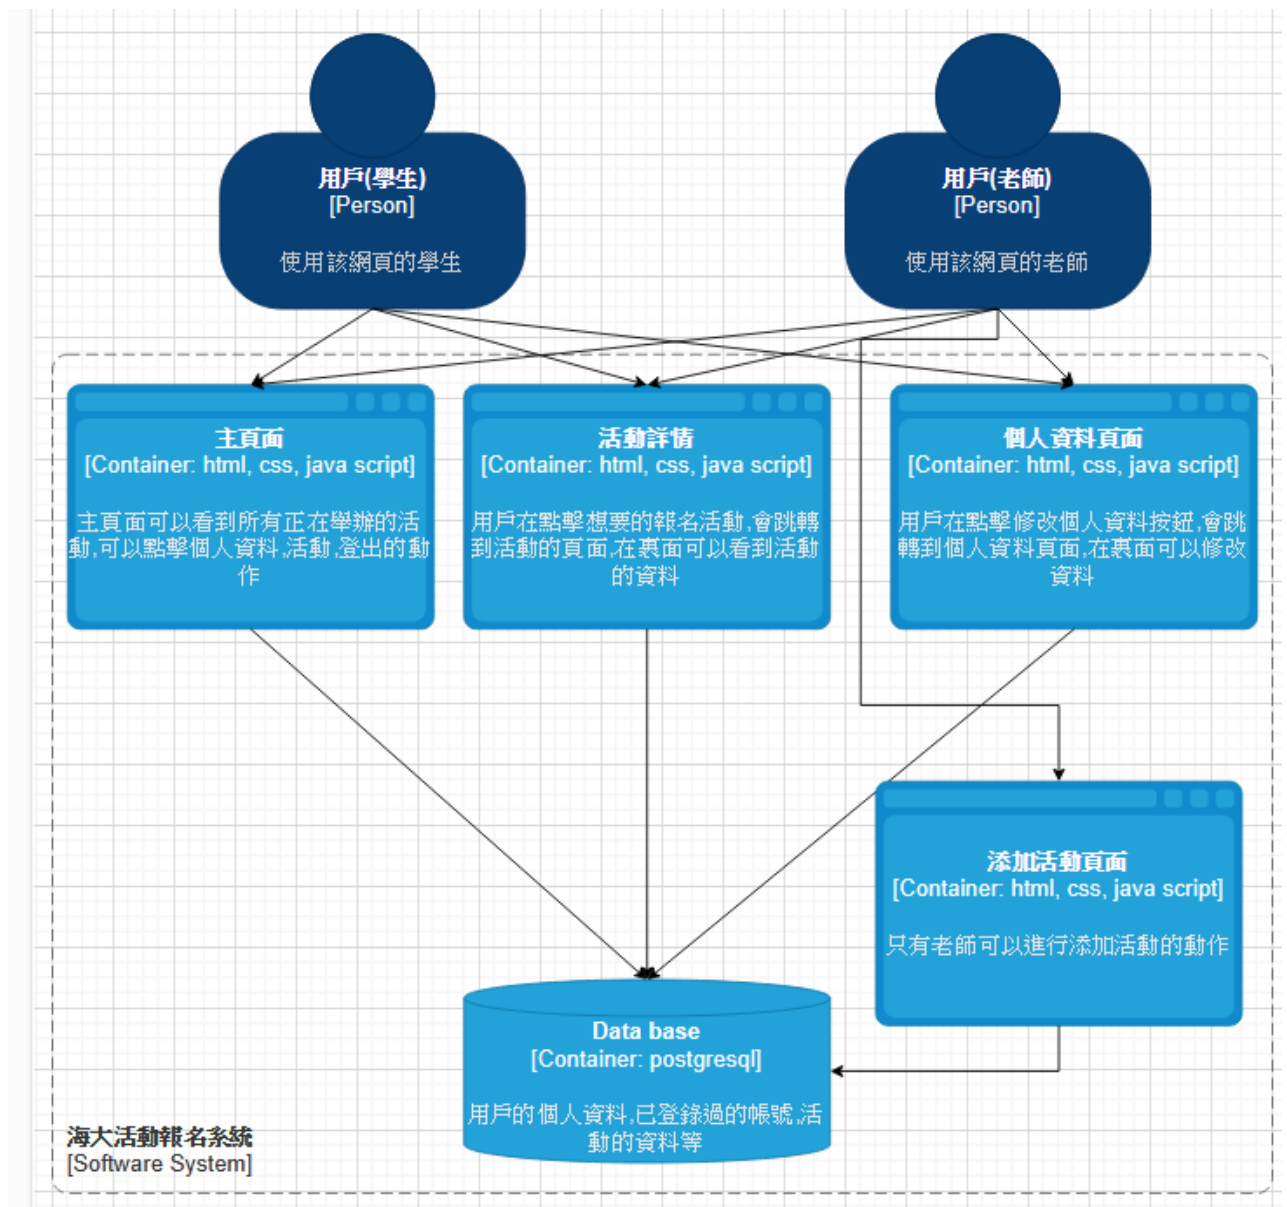 用戶(學生)
[Person]
使用該網頁的學生
用戶(老師)
[Person]
使用該網頁的老師
主頁面
[Container: html, css, java script]
主頁面可以看到所有正在舉辦的活
動,可以點擊個人資料,活動,登出的動
作
活動詳情
[Container: html, css, java script]
用戶在點擊想要的報名活動,會跳轉
到活動的頁面,在裏面可以看到活動
的資料
個人資料頁面
[Container: html, css, java script]
用戶在點擊修改個人資料按鈕,會跳
轉到個人資料頁面,在裏面可以修改
資料
添加活動頁面
[Container: html, css, java script]
只有老師可以進行添加活動的動作
Data base
[Container: postgresql]
用戶的個人資料,已登錄過的帳號,活
動的資料等
海大活動報名系統
[Software System]